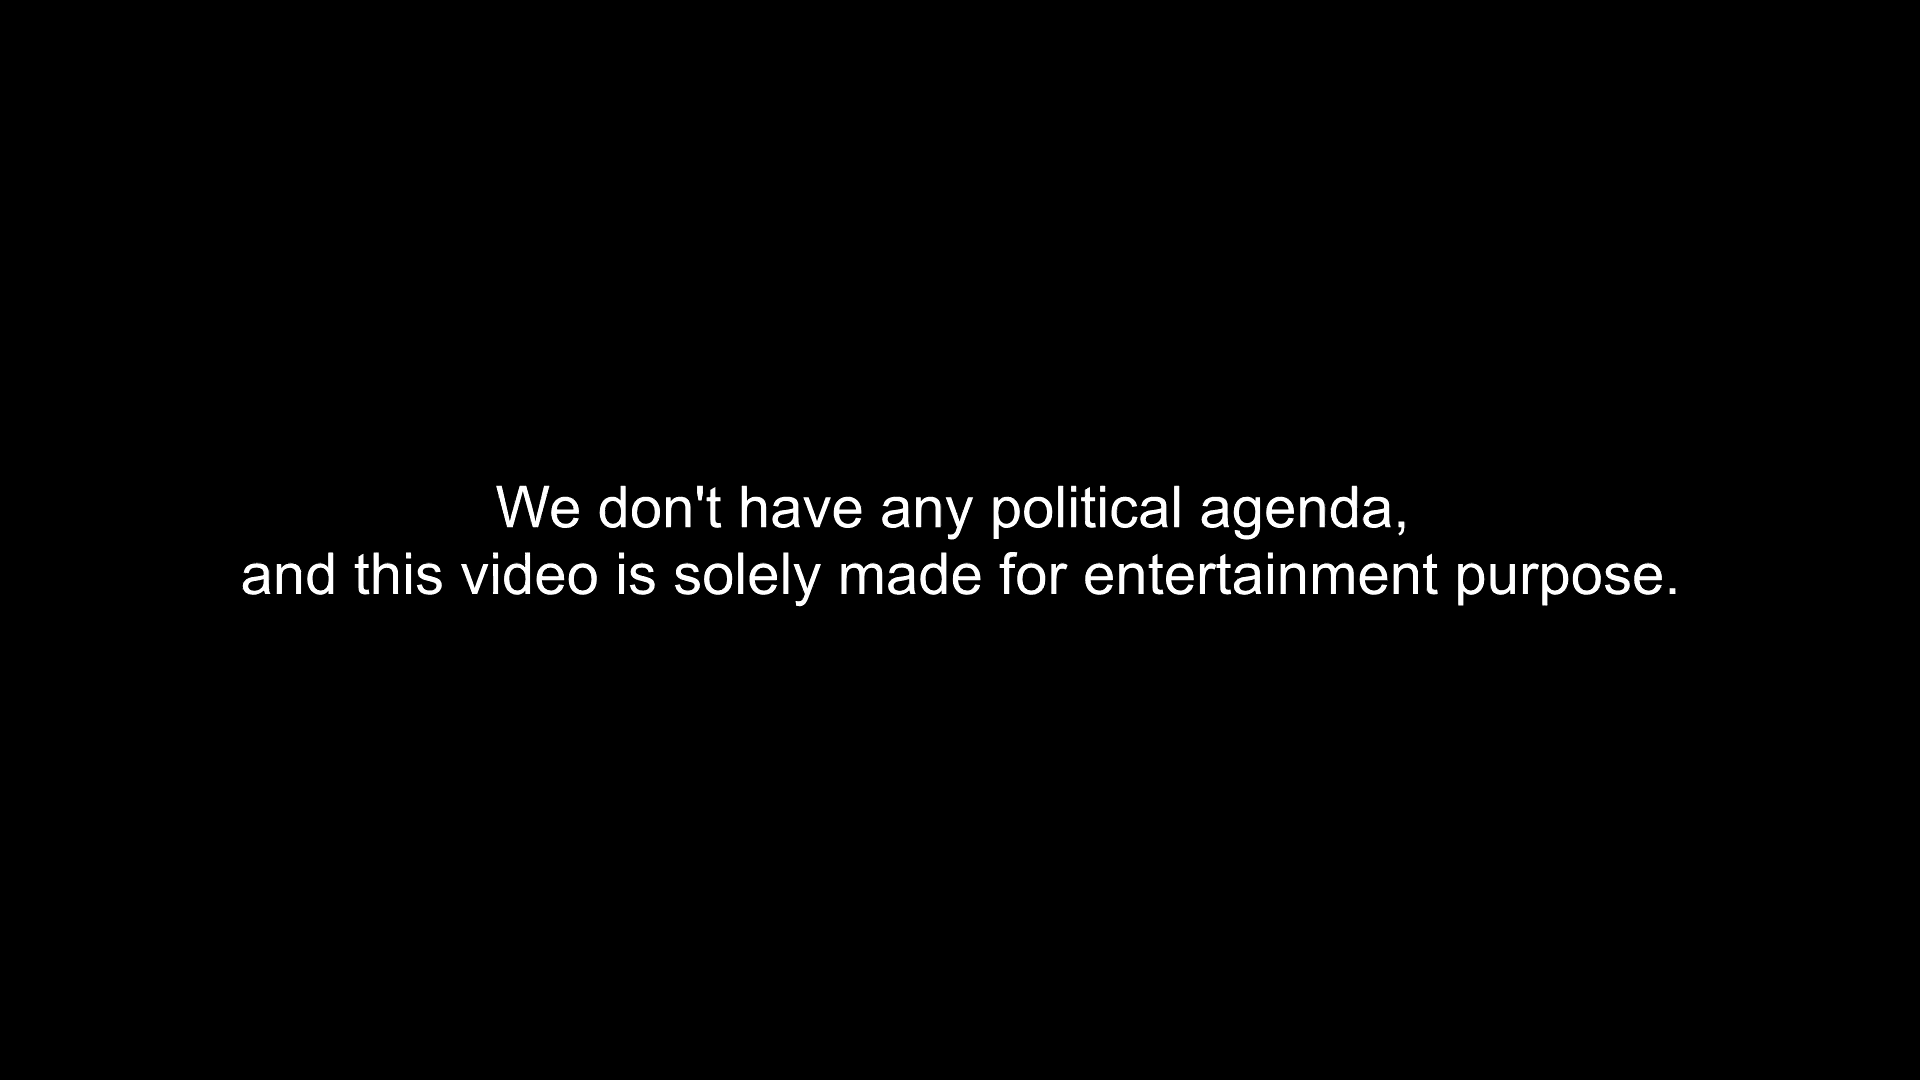 We don't have any political agenda,
and this video is solely made for entertainment purpose.